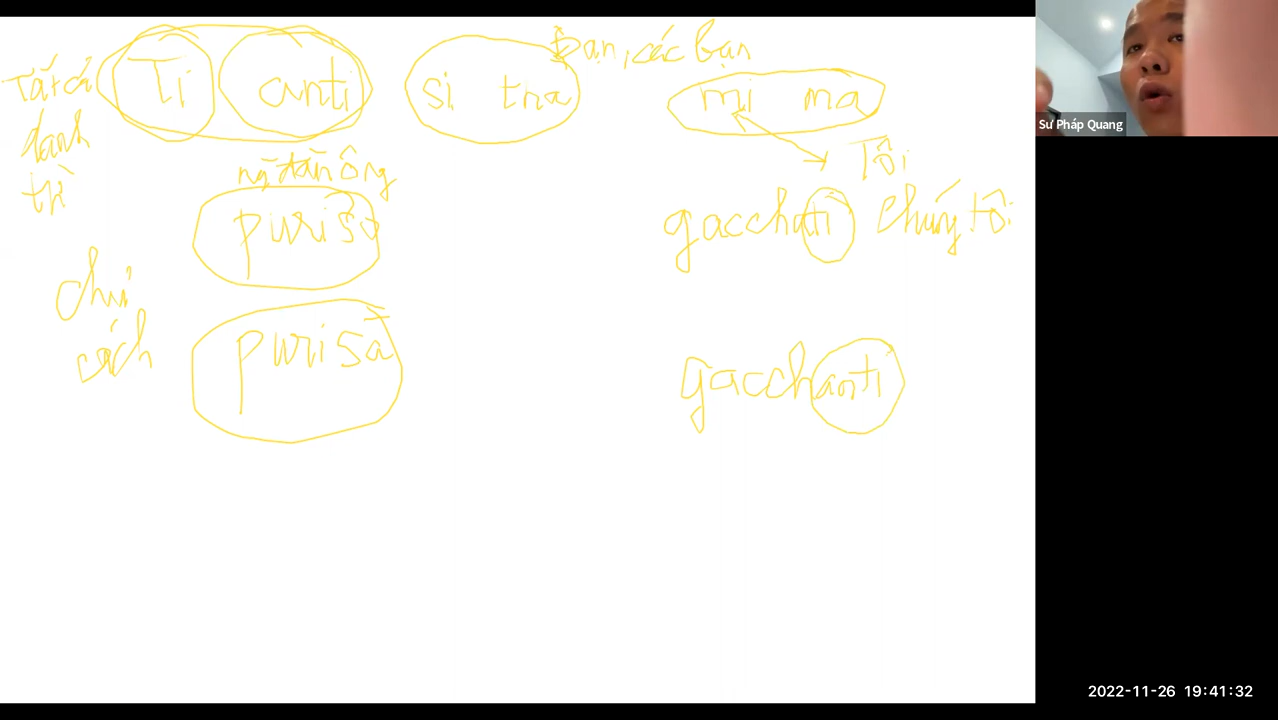 Bạn, các bạn
Tất cả Ti anti si tha mi ma
danh
từ
ng̃ đàn ông Tôi
purisa gacchati chúng tôi
chủ
cách purisā gacchanti
Sư Pháp Quang
2022-11-26 19:41:32